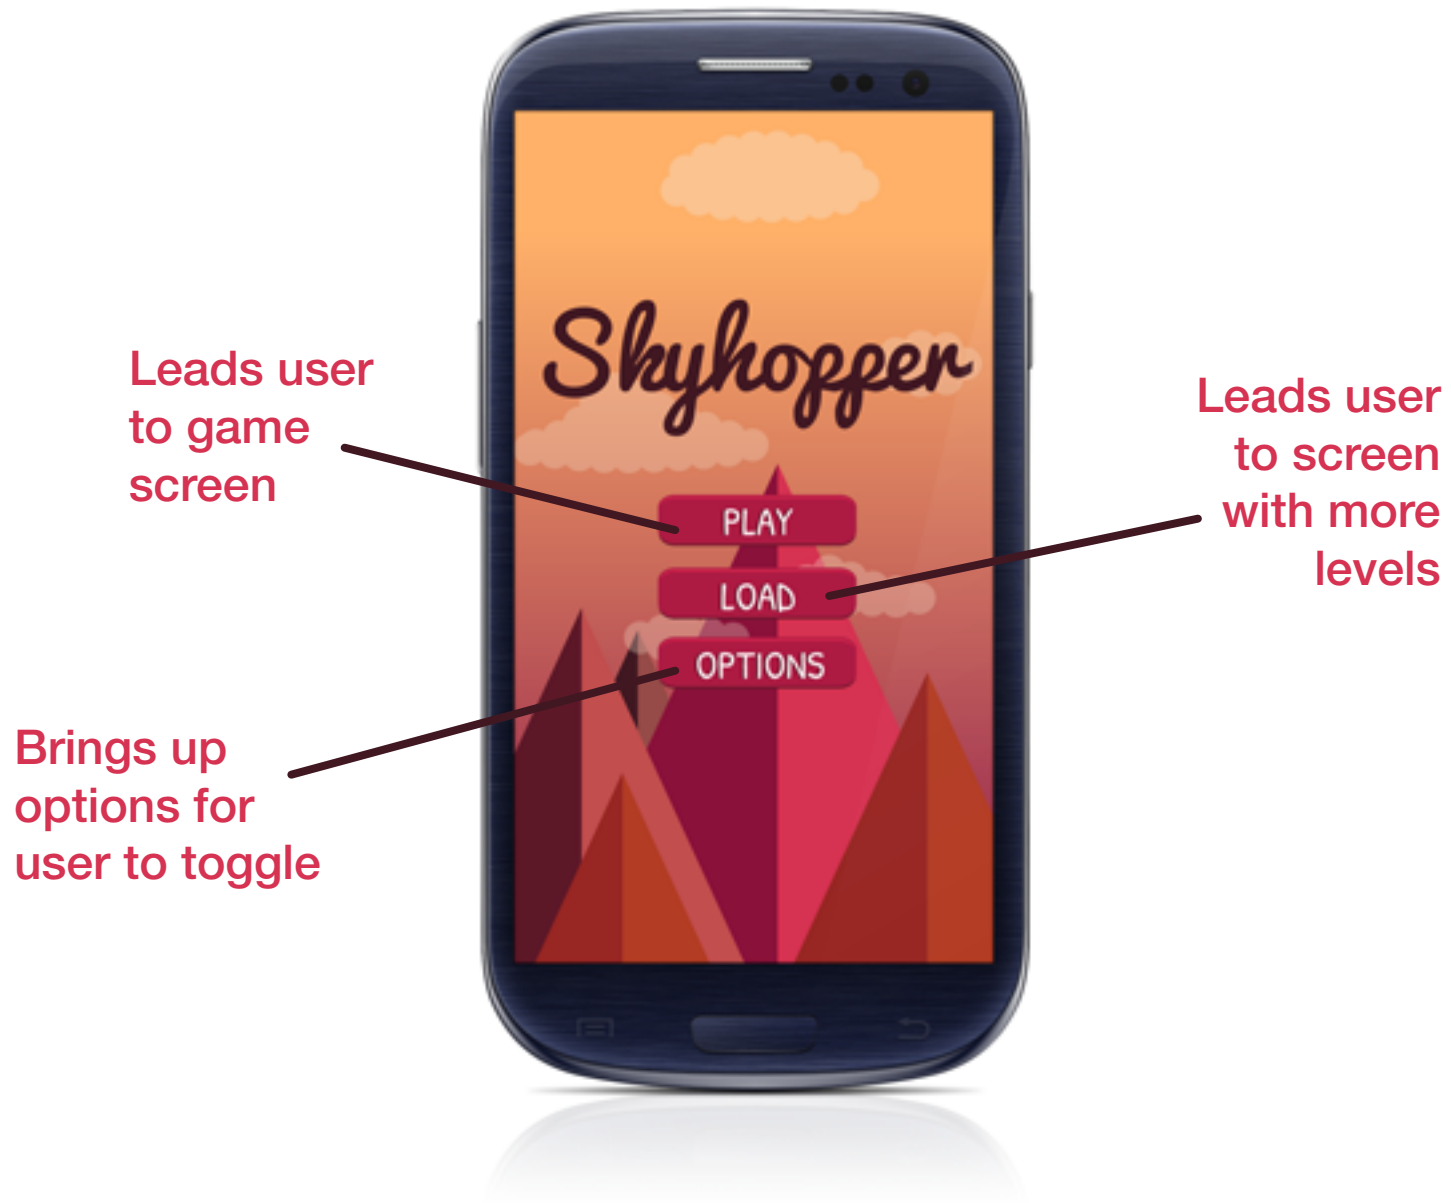 Skyhopper
Leads user
to game
screen
Leads user
to screen
with more
levels
PLAY
LOAD
OPTIONS
Brings up
options for
user to toggle